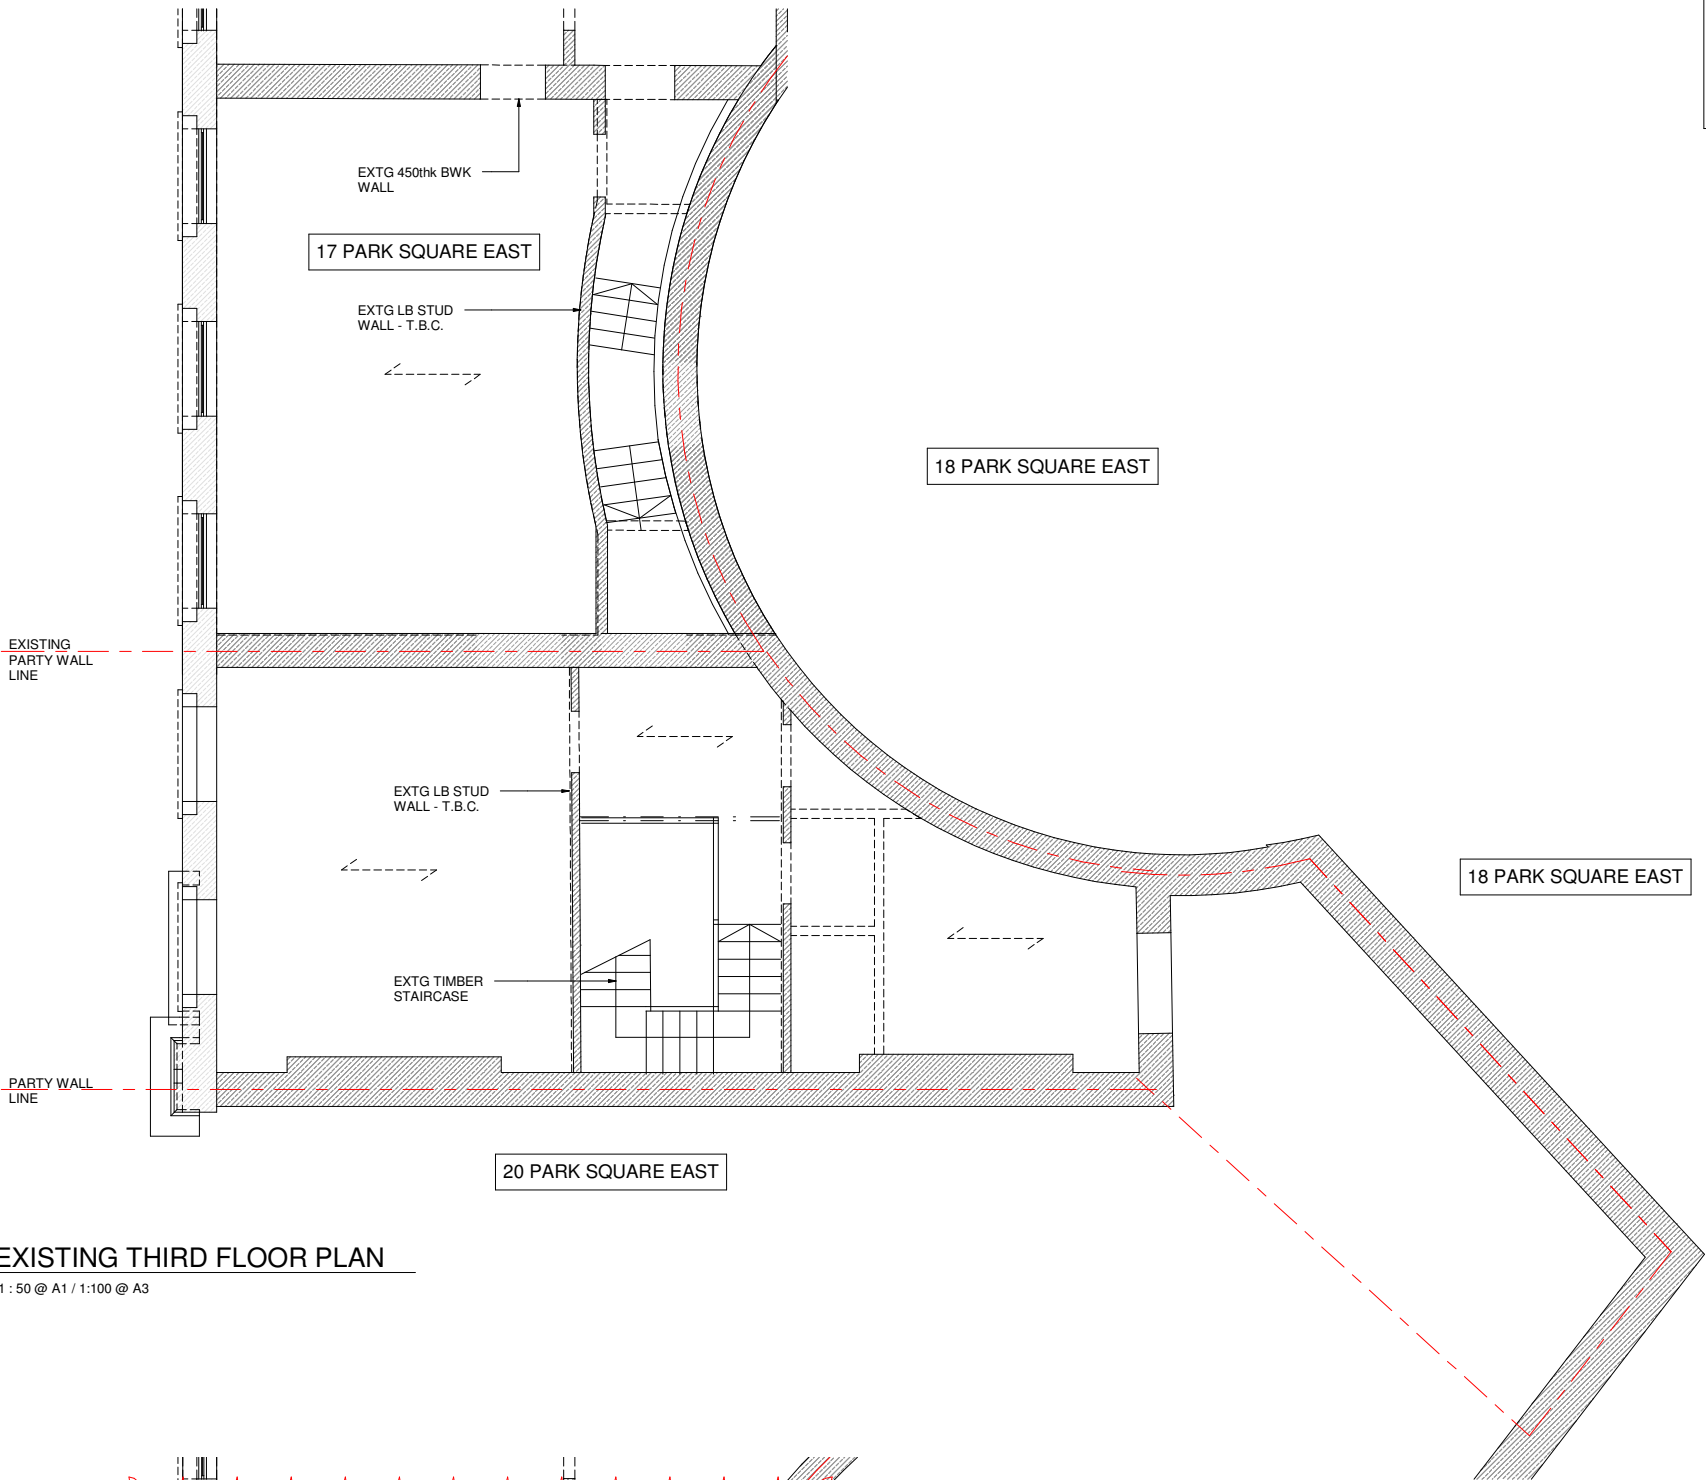 EXTG 450thk BWK
WALL
17 PARK SQUARE EAST
EXTG LB STUD
WALL - T.B.C.
18 PARK SQUARE EAST
EXISTING
PARTY WALL
LINE
EXTG LB STUD
WALL - T.B.C.
18 PARK SQUARE EAST
EXTG TIMBER
STAIRCASE
PARTY WALL
LINE
20 PARK SQUARE EAST
EXISTING THIRD FLOOR PLAN
1 : 50 @ A1 / 1:100 @ A3